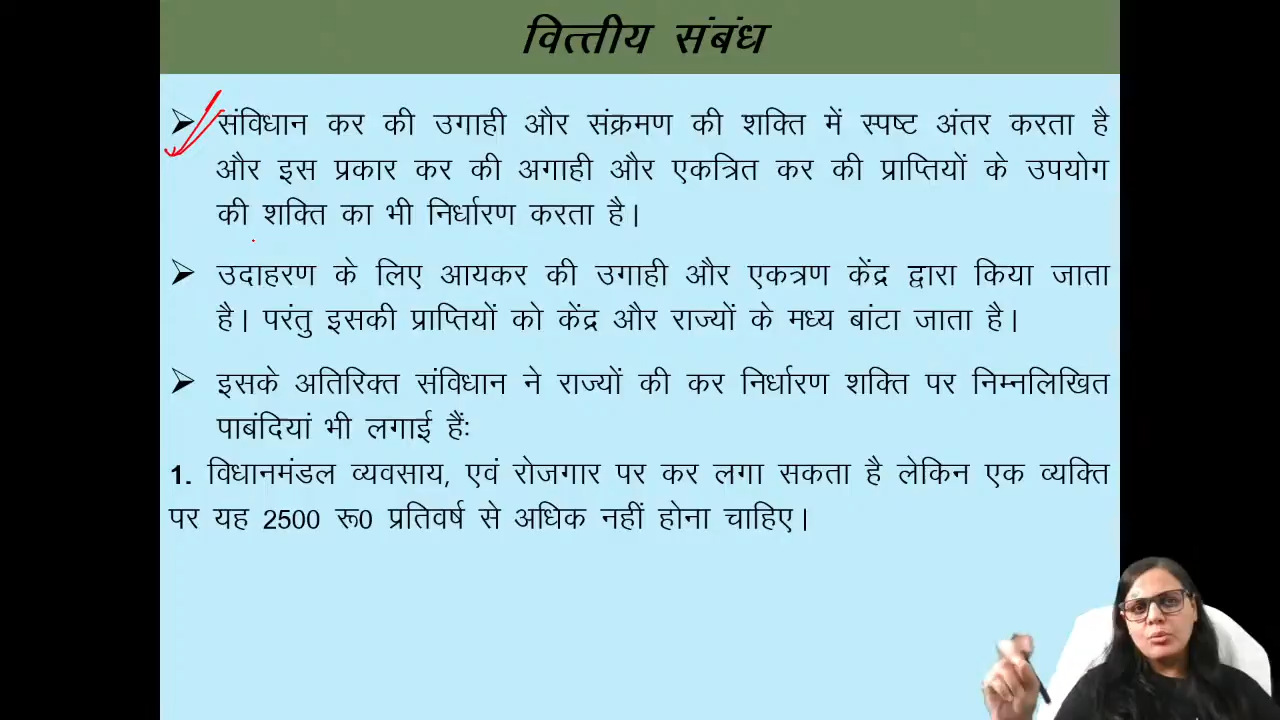 वित्तीय संबंध
➢ संविधान कर की उगाही और संक्रमण की शक्ति में स्पष्ट अंतर करता है
और इस प्रकार कर की अगाही और एकत्रित कर की प्राप्तियों के उपयोग
की शक्ति का भी निर्धारण करता है।
➢ उदाहरण के लिए आयकर की उगाही और एकत्रण केंद्र द्वारा किया जाता
है। परंतु इसकी प्राप्तियों को केंद्र और राज्यों के मध्य बांटा जाता है।
➢ इसके अतिरिक्त संविधान ने राज्यों की कर निर्धारण शक्ति पर निम्नलिखित
पाबंदियां भी लगाई हैंः
1. विधानमंडल व्यवसाय, एवं रोजगार पर कर लगा सकता है लेकिन एक व्यक्ति
पर यह 2500 रू0 प्रतिवर्ष से अधिक नहीं होना चाहिए।